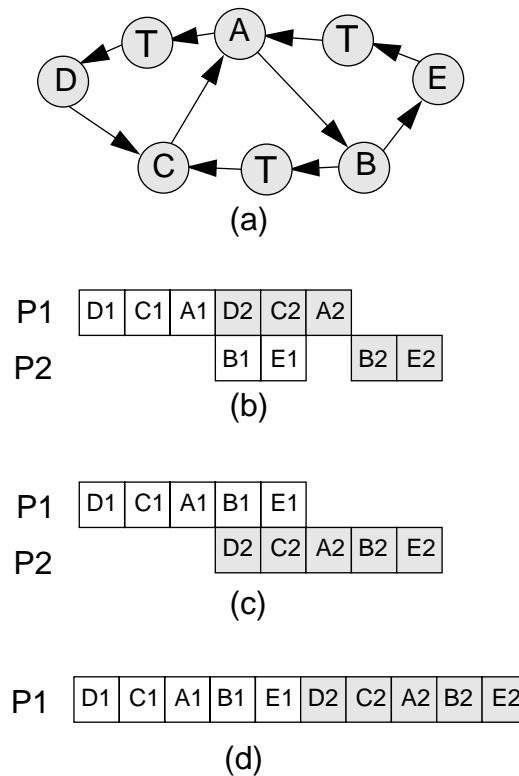 D T A T E
C T B
(a)
P1 D1 C1 A1 D2 C2 A2
P2 B1 E1 B2 E2
(b)
P1 D1 C1 A1 B1 E1
P2 D2 C2 A2 B2 E2
(c)
P1 D1 C1 A1 B1 E1 D2 C2 A2 B2 E2
(d)